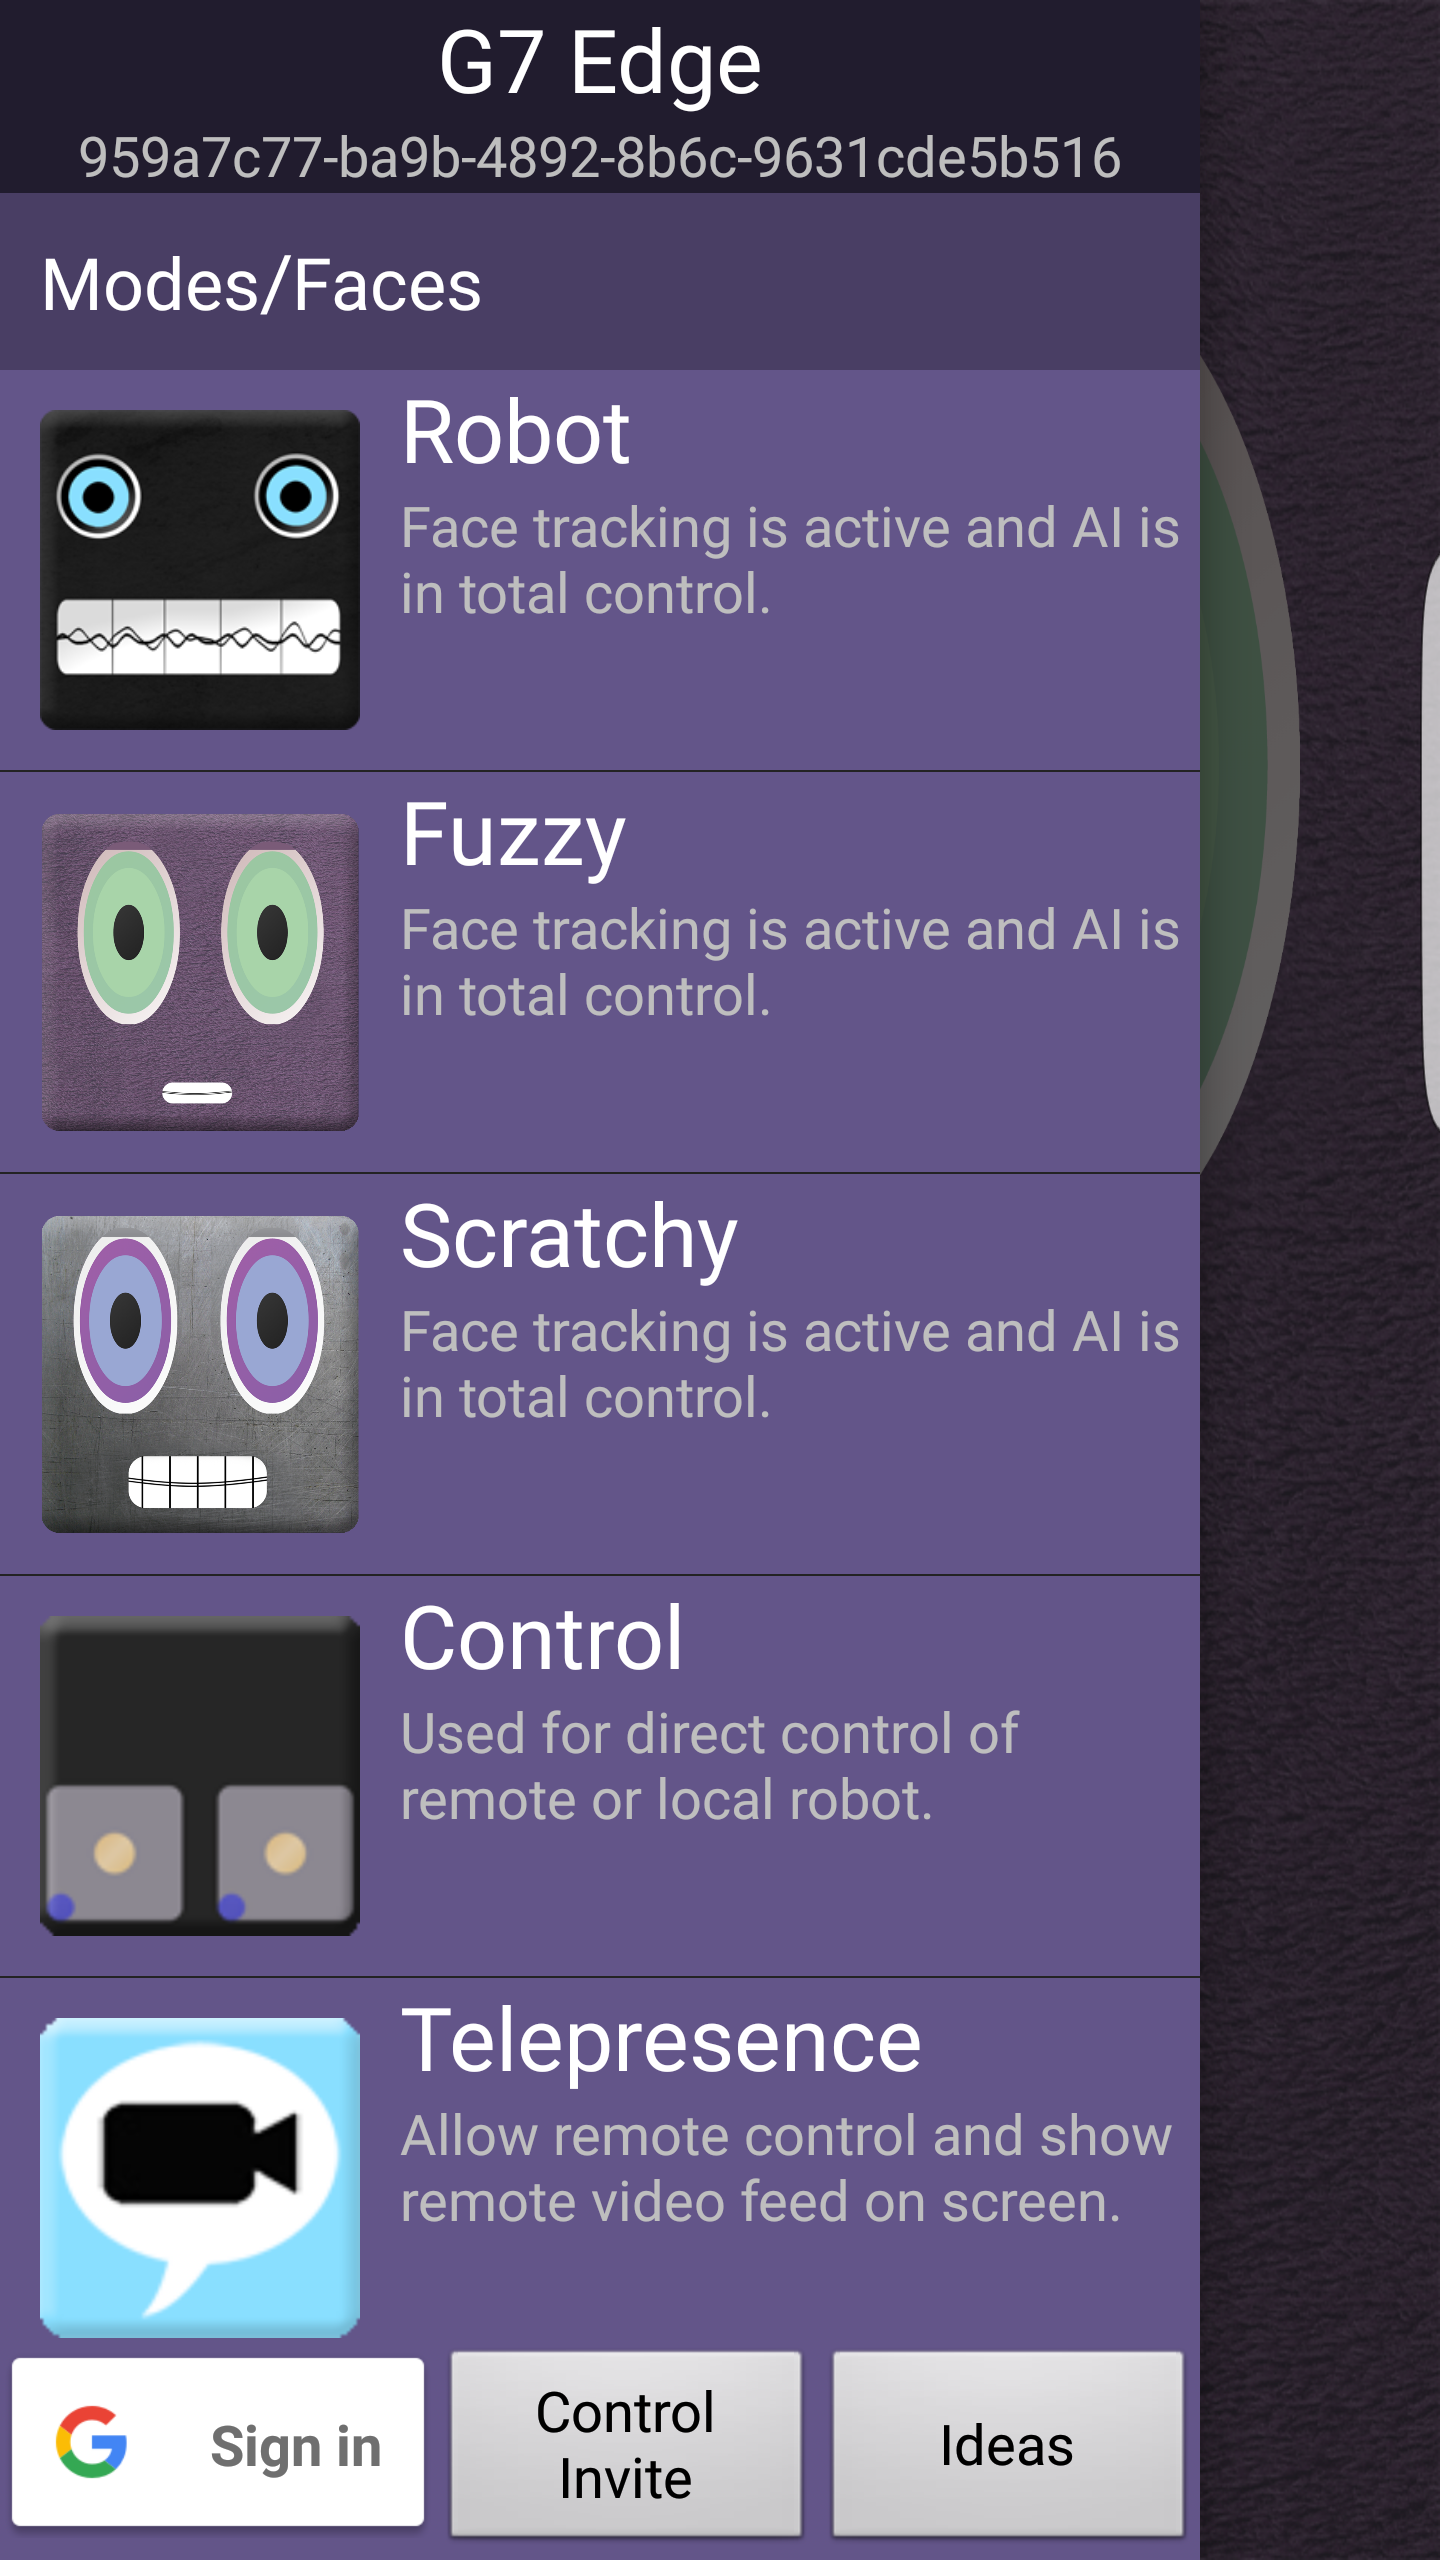 G7 Edge
959a7c77-ba9b-4892-8b6c-9631cde5b516
Modes/Faces
Robot
Face tracking is active and AI is
in total control.
Fuzzy
Face tracking is active and AI is
in total control.
Scratchy
Face tracking is active and AI is
in total control.
Control
Used for direct control of
remote or local robot.
Telepresence
Allow remote control and show
remote video feed on screen.
Sign in
Control
Invite
Ideas